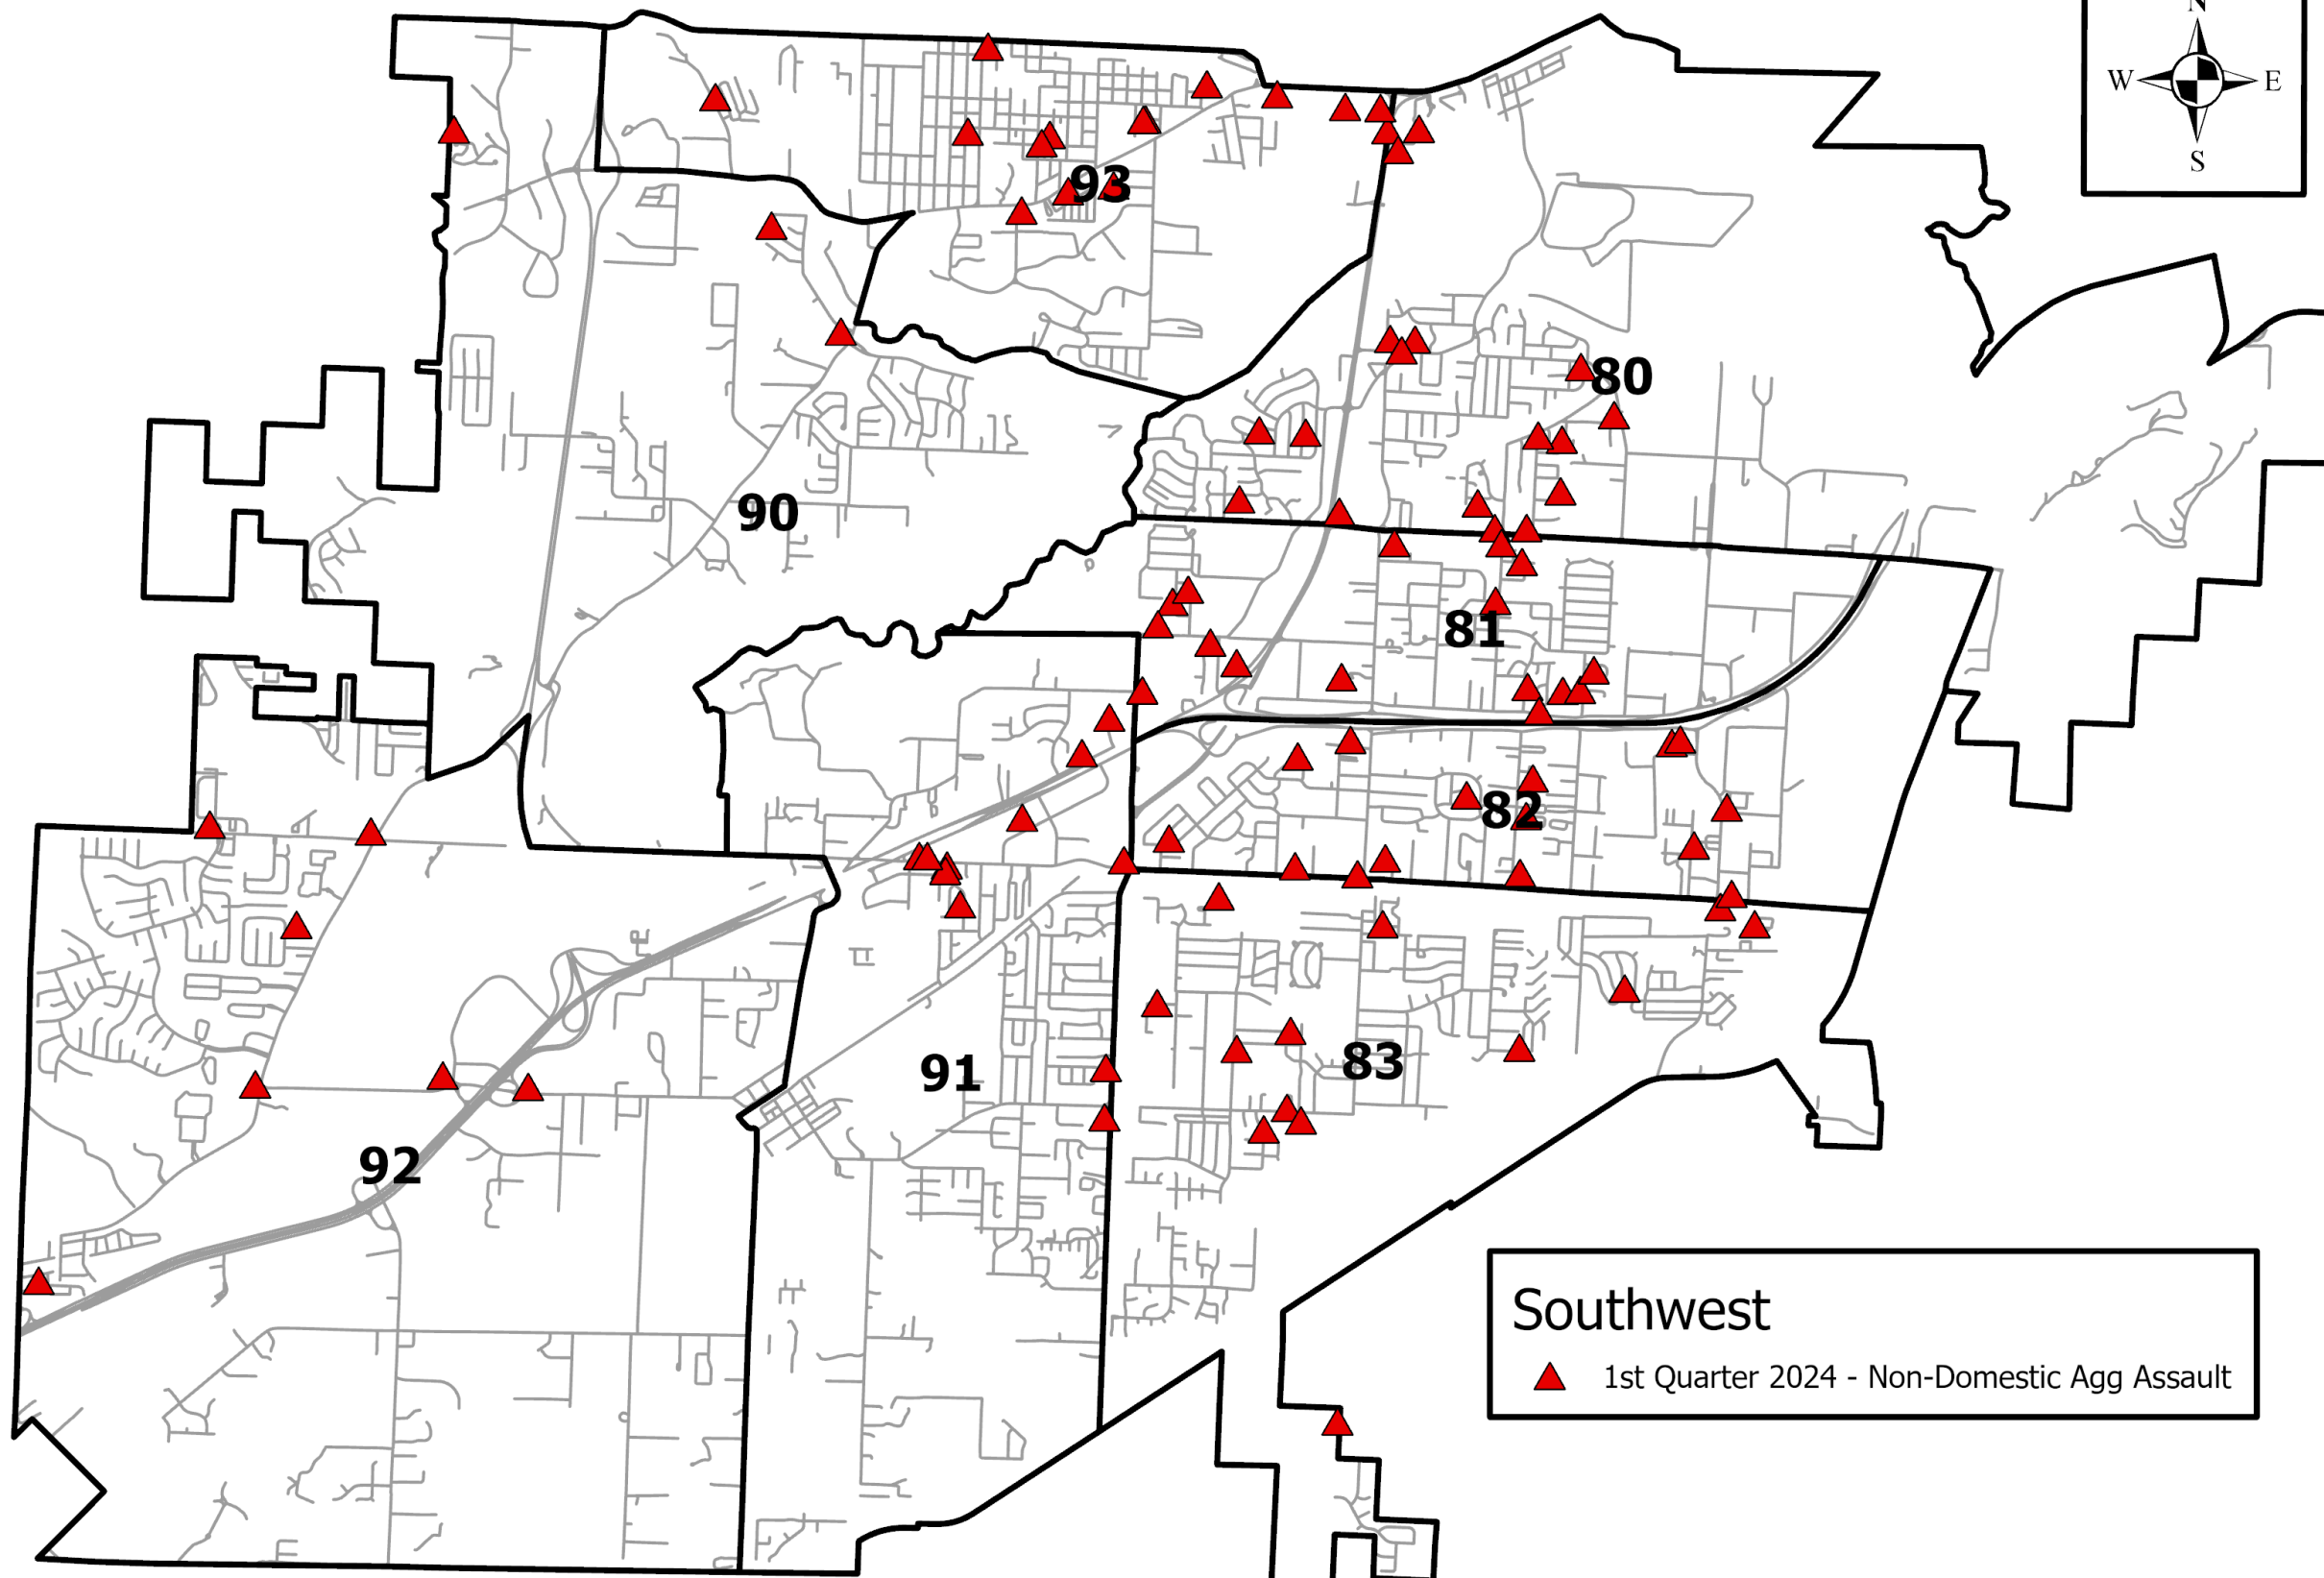 N
W E
S
93
80
90
81
82
91
83
92
Southwest
1st Quarter 2024 - Non-Domestic Agg Assault